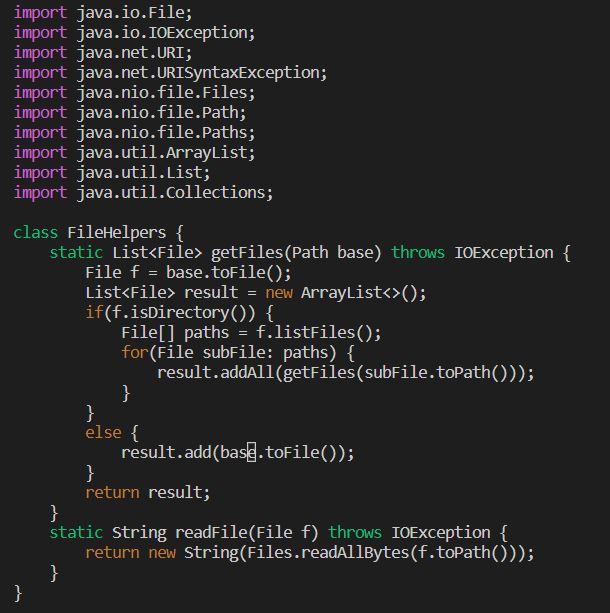 import java.io.File;
import java.io.IOException;
import java.net.URI;
import java.net.URISyntaxException;
import java.nio.file.Files;
import java.nio.file.Path;
import java.nio.file.Paths;
import java.util.ArrayList;
import java.util.List;
import java.util.Collections;

class FileHelpers {
    static List<File> getFiles(Path base) throws IOException {
        File f = base.toFile();
        List<File> result = new ArrayList<>();
        if(f.isDirectory()) {
            File[] paths = f.listFiles();
            for(File subFile: paths) {
                result.addAll(getFiles(subFile.toPath()));
            }
        }
        else {
            result.add(base.toFile());
        }
        return result;
    }
    static String readFile(File f) throws IOException {
        return new String(Files.readAllBytes(f.toPath()));
    }
}